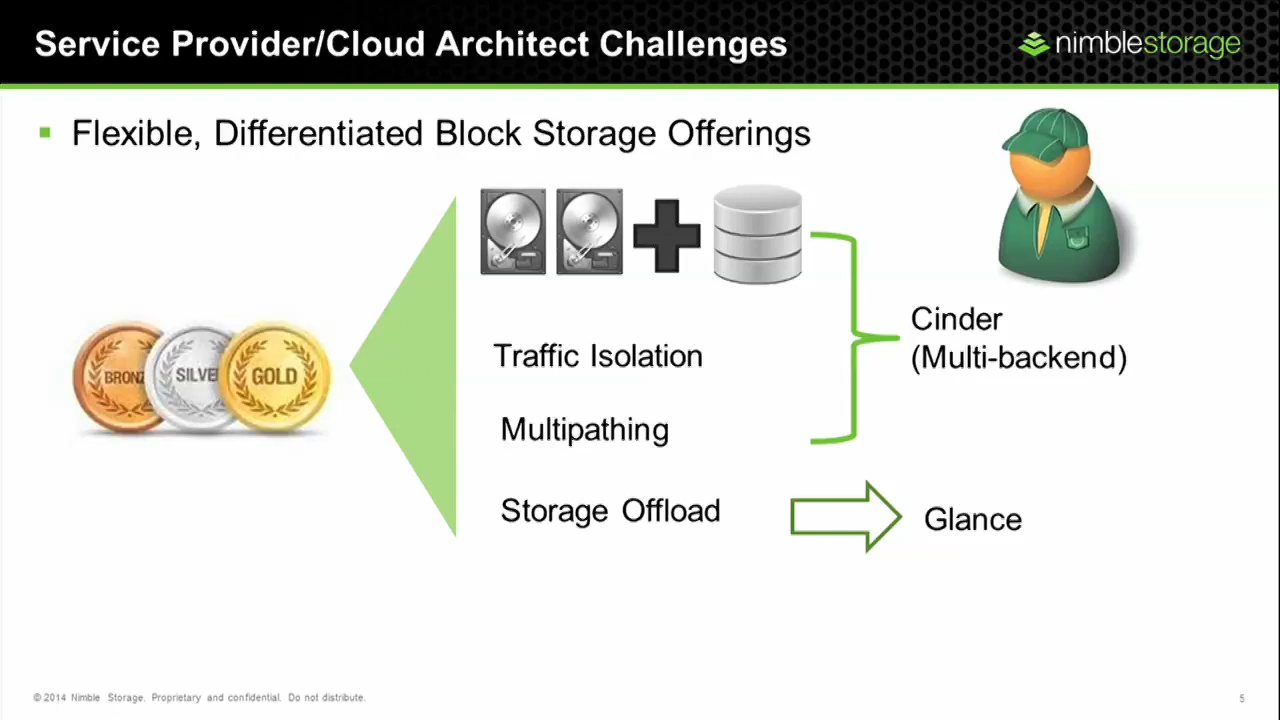 Service Provider/Cloud Architect Challenges
nimblestorage
Flexible, Differentiated Block Storage Offerings
BRONZ
SILVE
GOLD
Traffic Isolation
Multipathing
Storage Offload
Cinder
(Multi-backend)
Glance
© 2014 Nimble Storage. Proprietary and confidential. Do not distribute.
5